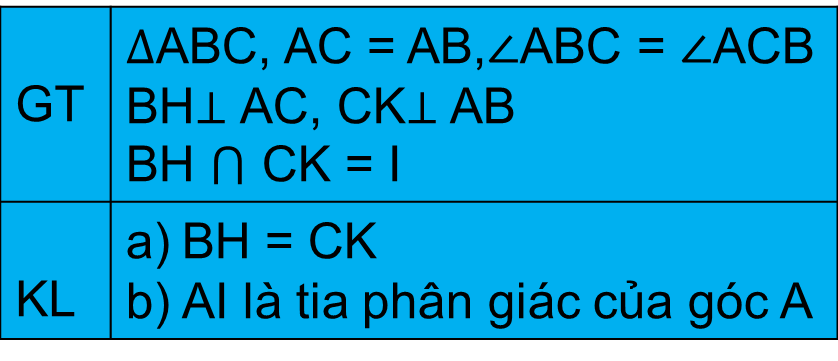 GT
∆ABC, AC = AB,∠ABC = ∠ACB
BH⊥ AC, CK⊥ AB
BH ∩ CK = I
KL
a) BH = CK
b) AI là tia phân giác của góc A